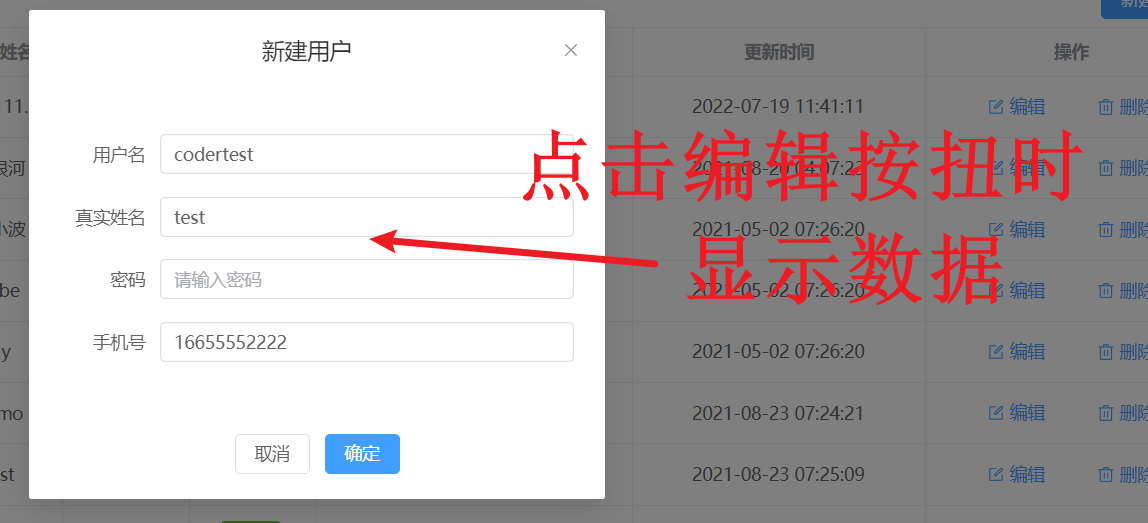 新建
新建用户
更新时间
操作
姓名
11.
2022-07-19 11:41:11
编辑
删除
用户名
codertest
点击编辑按扭时
银河
2021-08-20 04:07:23
编辑
删除
真实姓名
test
小波
2021-05-02 07:26:20
编辑
删除
显示数据
密码
请输入密码
be
2021-05-02 07:26:20
编辑
删除
手机号
16655552222
y
2021-05-02 07:26:20
编辑
删除
mo
2021-08-23 07:24:21
编辑
删除
取消
确定
st
2021-08-23 07:25:09
编辑
删除